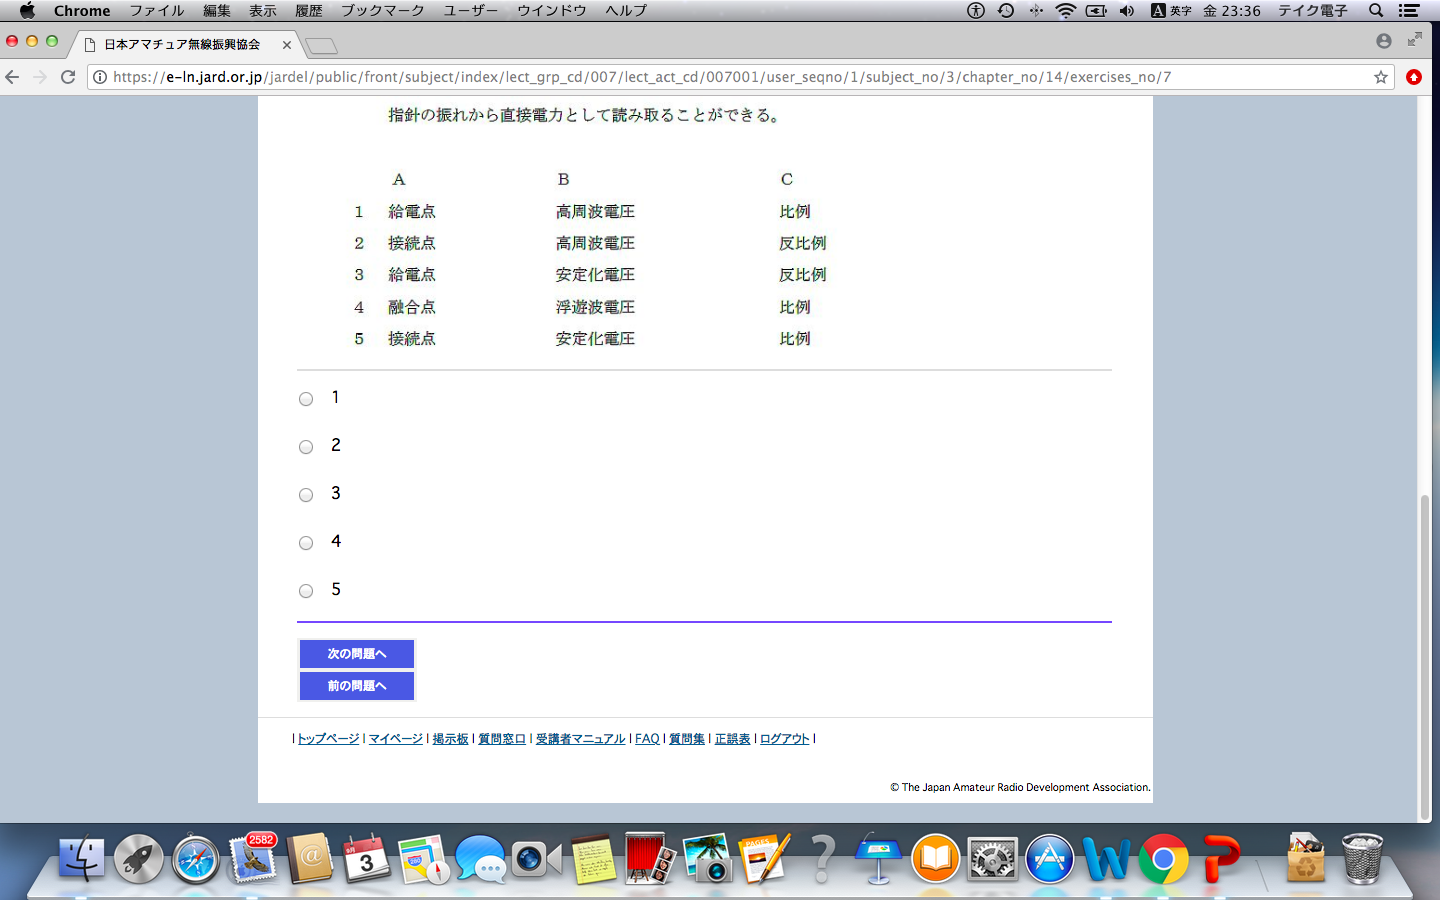 Chrome ファイル 編集 表示 履歴 ブックマーク ユーザー ウインドウ ヘルプ A 英字 金 23:36 テイク電子
日本アマチュア無線振興協会
https://e-ln.jard.or.jp/jardel/public/front/subject/index/lect_grp_cd/007/lect_act_cd/007001/user_seqno/1/subject_no/3/chapter_no/14/exercises_no/7
指針の振れから直接電力として読み取ることができる。
A B C
1 給電点 高周波電圧 比例
2 接続点 高周波電圧 反比例
3 給電点 安定化電圧 反比例
4 融合点 浮遊波電圧 比例
5 接続点 安定化電圧 比例
1
2
3
4
5
次の問題へ
前の問題へ
| トップページ | マイページ | 掲示板 | 質問窓口 | 受講者マニュアル | FAQ | 質問集 | 正誤表 | ログアウト |
© The Japan Amateur Radio Development Association.
2582
3
280
PAGES